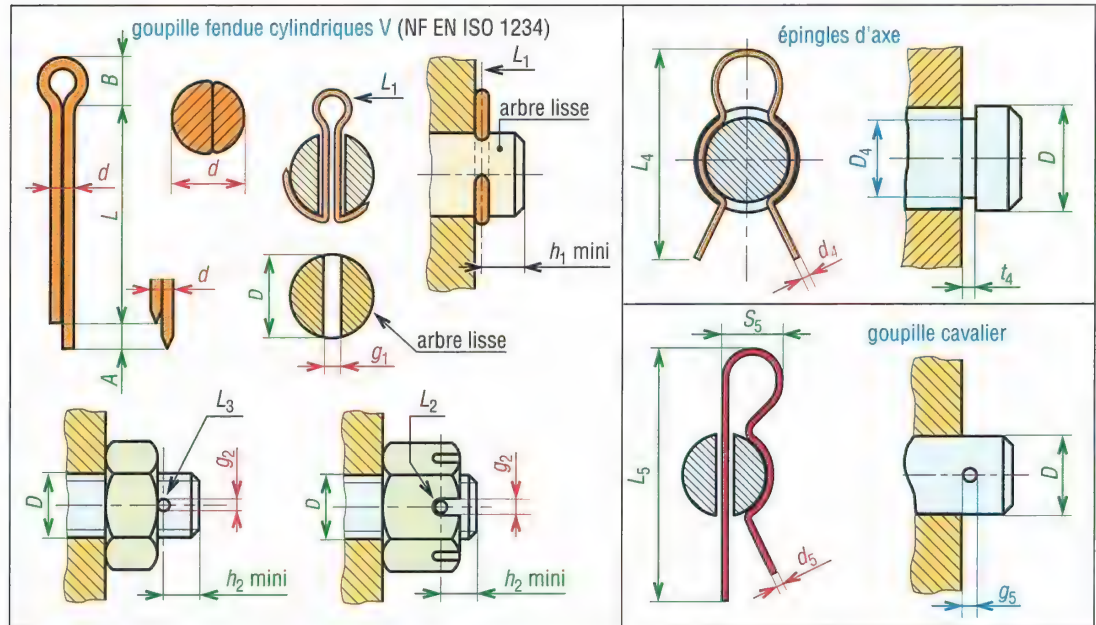 goupille fendue cylindriques V (NF EN ISO 1234)
B
d
L
A
d
d
L1
L1
arbre lisse
h1 mini
D
arbre lisse
g1
L3
g2
D
h2 mini
L2
g2
D
h2 mini
épingles d'axe
L4
d4
D4
D
t4
goupille cavalier
S5
L5
d5
D
g5